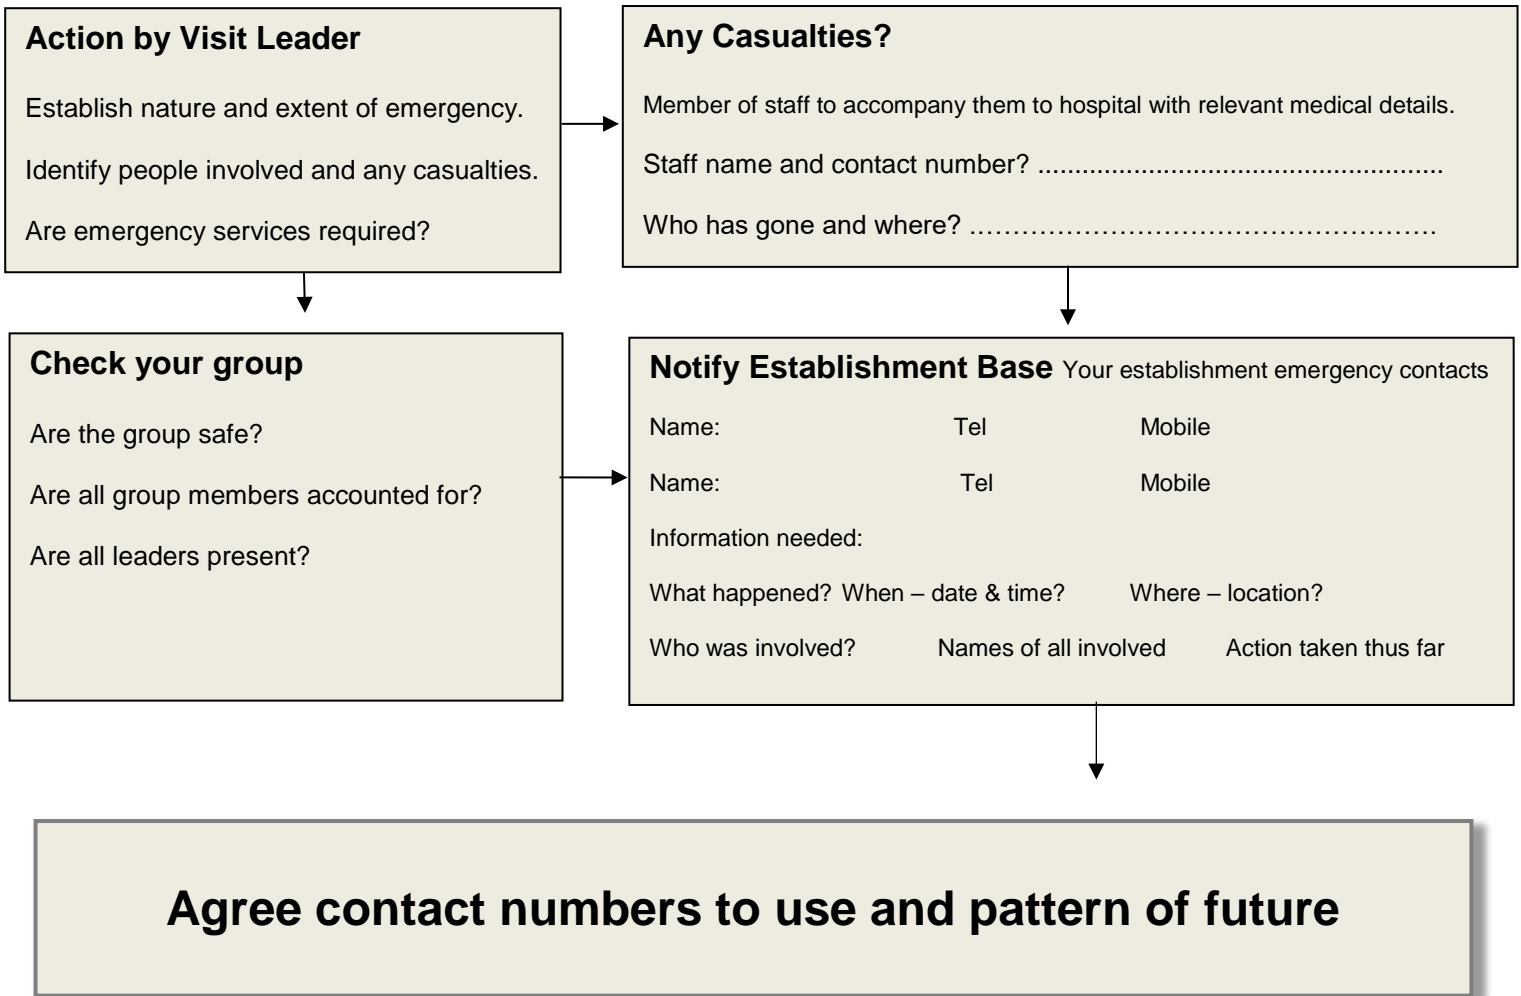 Action by Visit Leader
Establish nature and extent of emergency.
Identify people involved and any casualties.
Are emergency services required?
Any Casualties?
Member of staff to accompany them to hospital with relevant medical details.
Staff name and contact number? .......................................................
Who has gone and where? ………………………………………………
Check your group
Are the group safe?
Are all group members accounted for?
Are all leaders present?
Notify Establishment Base Your establishment emergency contacts
Name: Tel Mobile
Name: Tel Mobile
Information needed:
What happened? When – date & time? Where – location?
Who was involved? Names of all involved Action taken thus far
Agree contact numbers to use and pattern of future